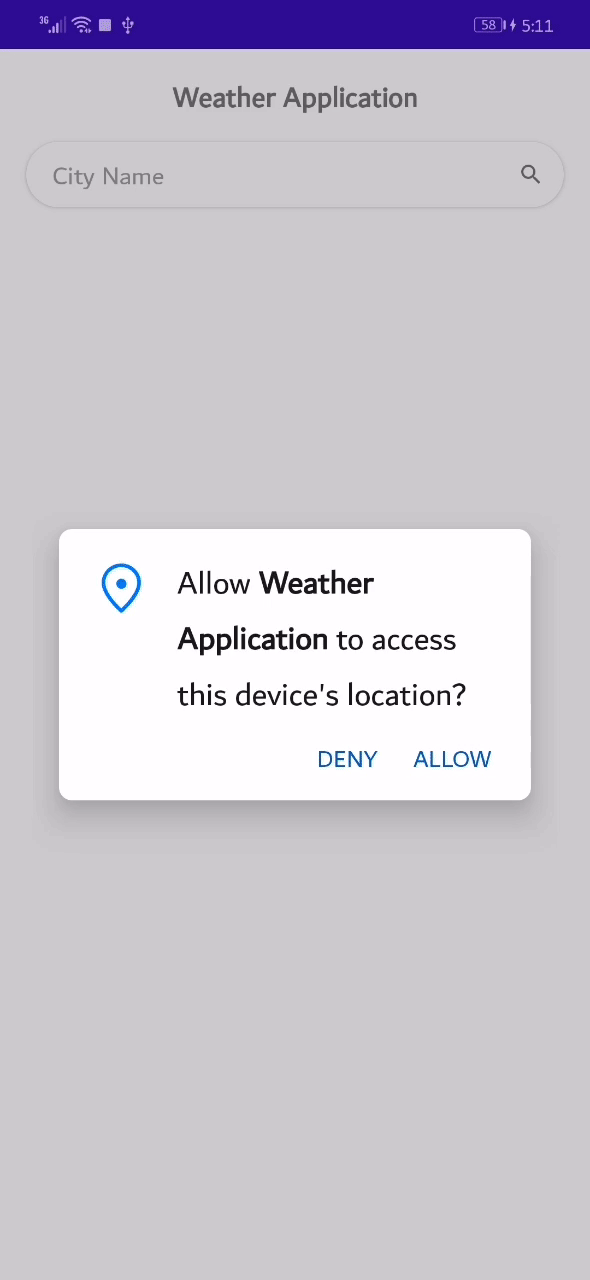 3G 58 5:11
Weather Application
City Name
Allow Weather
Application to access
this device's location?
DENY ALLOW